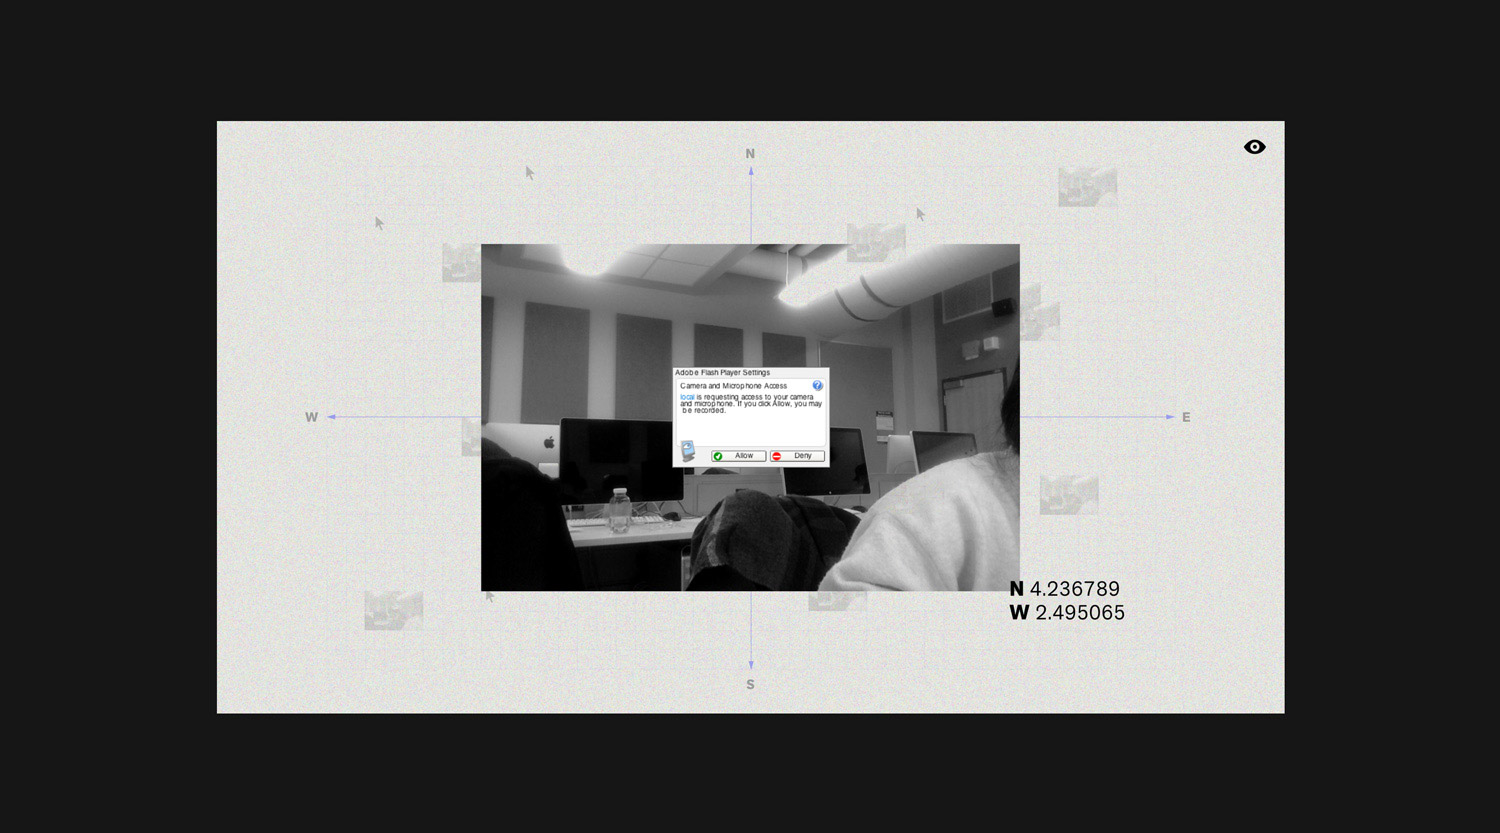 N
Adobe Flash Player Settings
Camera and Microphone Access
?
local is requesting access to your camera
and microphone. If you click Allow, you may
be recorded.
Allow Deny
W E
N 4.236789
W 2.495065
S